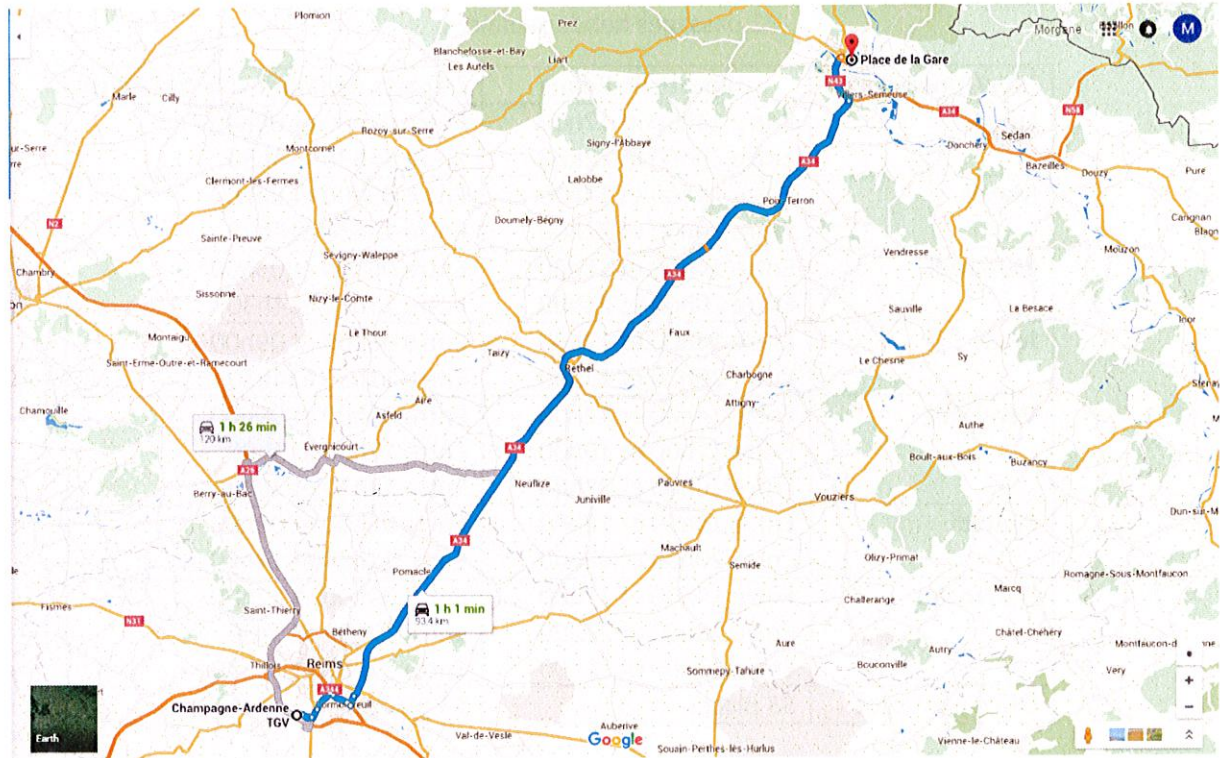 Plomion
Prez
Morgane
M
Blanchefosse-et-Bay
Liart
Les Autels
Place de la Gare
N43
Marle
Cilly
Villers-Semeuse
A34
N58
Rozoy-sur-Serre
Sedan
Donchery
Signy-l'Abbaye
Montcornet
A34
Bazeilles
Douzy
Pure
Clermont-les-Fermes
Lalobbe
Poix-Terron
N2
Doumely-Bégny
Carignan
Sainte-Preuve
Mouzon
Vendresse
Sévigny-Waleppe
Chambry
A34
Sissonne
Nizy-le-Comte
Sauville
La Besace
Inor
Montaigu
Le Thour
Faux
Taizy
Sy
Saint-Erme-Outre-et-Ramecourt
Rethel
Le Chesne
Charbogne
Attigny
Aire
Chamouille
Asfeld
1 h 26 min
120 km
Authe
Évergnicourt
A34
Boult-aux-Bois
Buzancy
A26
Neuflize
Pauvres
Berry-au-Bac
Juniville
Vouziers
A34
Machault
Olizy-Primat
Pomacle
Semide
Romagne-Sous-Montfaucon
Marcq
Fismes
Saint-Thierry
1 h 1 min
93,4 km
Challerange
N31
Bétheny
Châtel-Chéhéry
Aure
Autry
Thillois
Reims
Bouconville
Very
Sommepy-Tahure
A344
Cormontreuil
Champagne-Ardenne
TGV
Auberive
Earth
Val-de-Vesle
Google
Souain-Perthes-lès-Hurlus
Vienne-le-Château